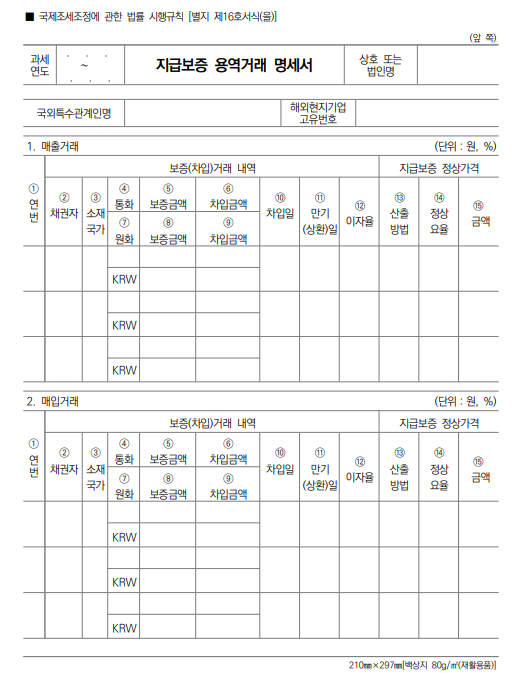 ■ 국제조세조정에 관한 법률 시행규칙 [별지 제16호서식(을)]
(앞 쪽)
과세연도 . . ~ . . 지급보증 용역거래 명세서 상호 또는 법인명
국외특수관계인명 해외현지기업 고유번호
1. 매출거래 (단위 : 원, %)
보증(차입)거래 내역 지급보증 정상가격
① 연번 ② 채권자 ③ 소재국가 ④ 통화 ⑤ 보증금액 ⑥ 차입금액 ⑩ 차입일 ⑪ 만기(상환)일 ⑫ 이자율 ⑬ 산출방법 ⑭ 정상요율 ⑮ 금액
⑦ 원화 ⑧ 보증금액 ⑨ 차입금액
KRW
KRW
KRW
2. 매입거래 (단위 : 원, %)
보증(차입)거래 내역 지급보증 정상가격
① 연번 ② 채권자 ③ 소재국가 ④ 통화 ⑤ 보증금액 ⑥ 차입금액 ⑩ 차입일 ⑪ 만기(상환)일 ⑫ 이자율 ⑬ 산출방법 ⑭ 정상요율 ⑮ 금액
⑦ 원화 ⑧ 보증금액 ⑨ 차입금액
KRW
KRW
KRW
210㎜×297㎜[백상지 80g/㎡(재활용품)]